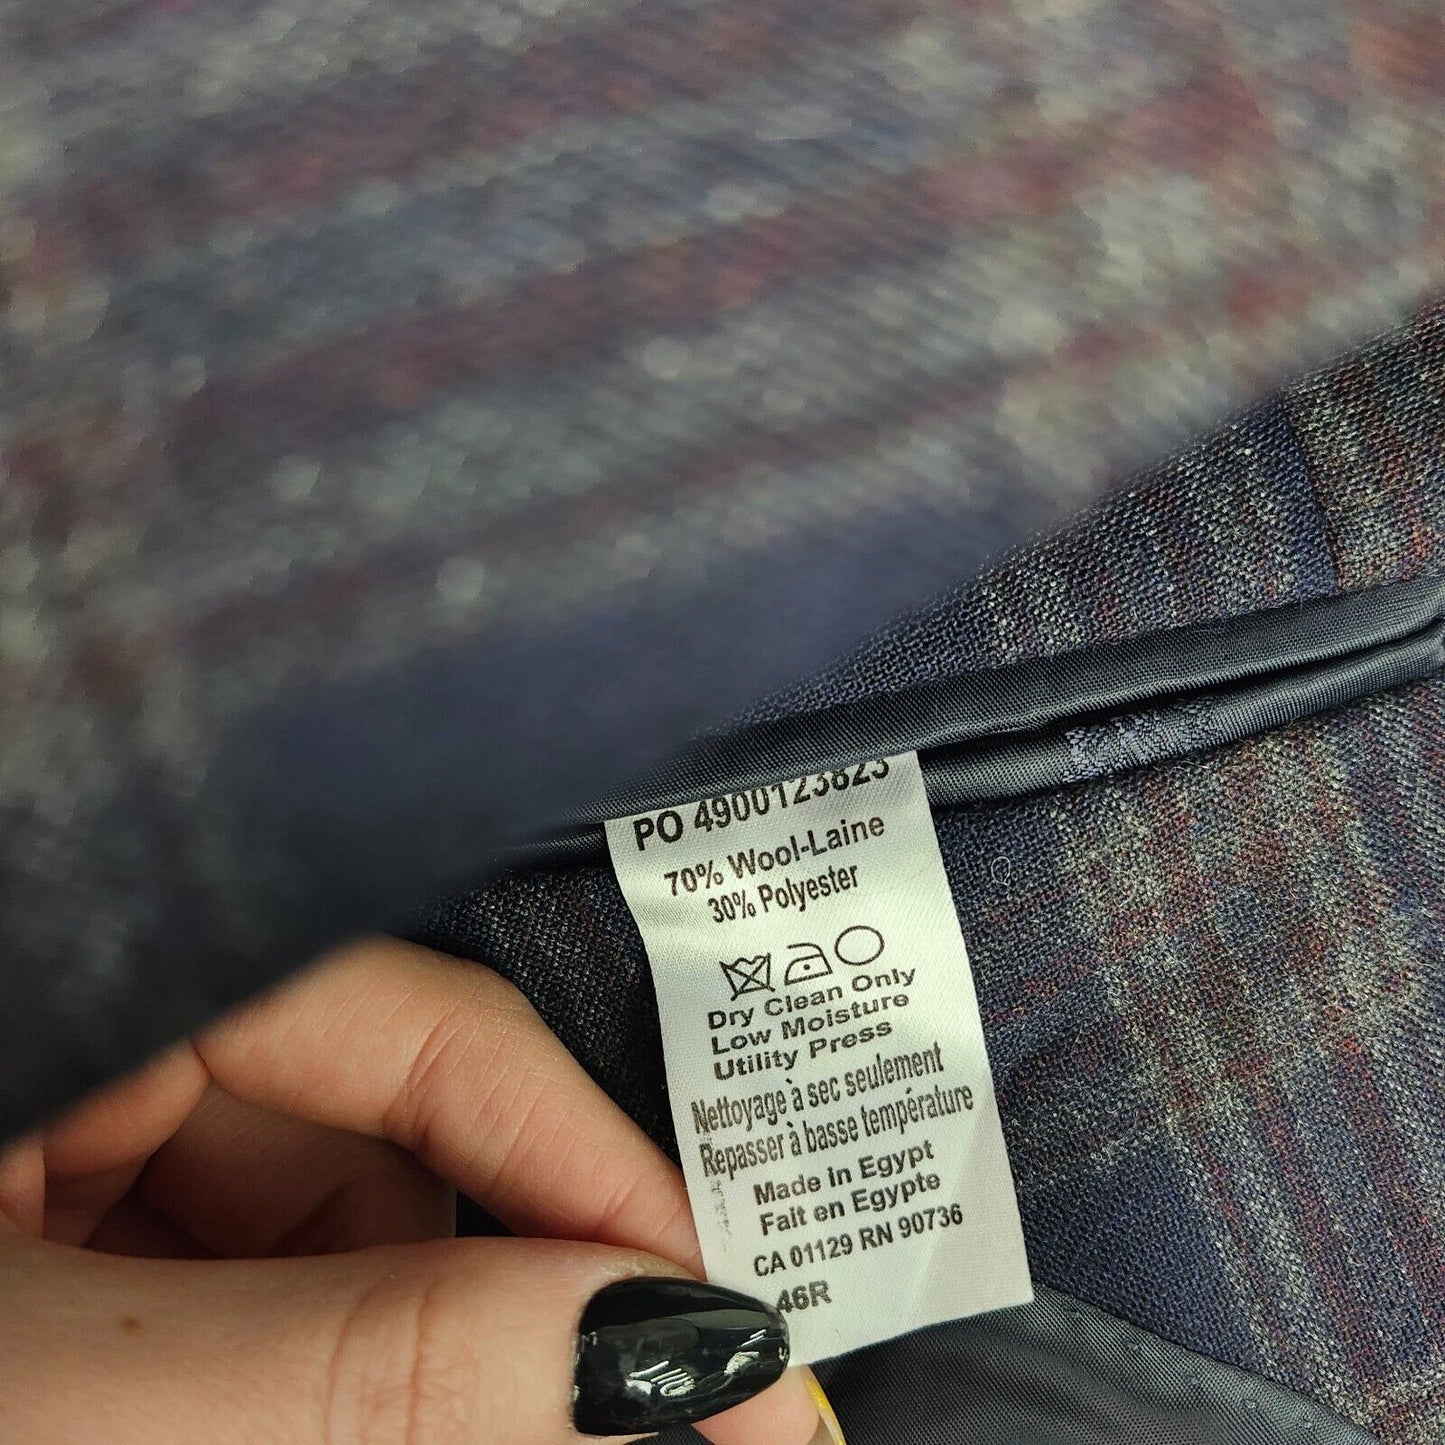 PO 4900123823
70% Wool-Laine
30% Polyester
Dry Clean Only
Low Moisture
Utility Press
Nettoyage à sec seulement
Repasser à basse température
Made in Egypt
Fait en Egypte
CA 01129 RN 90736
46R